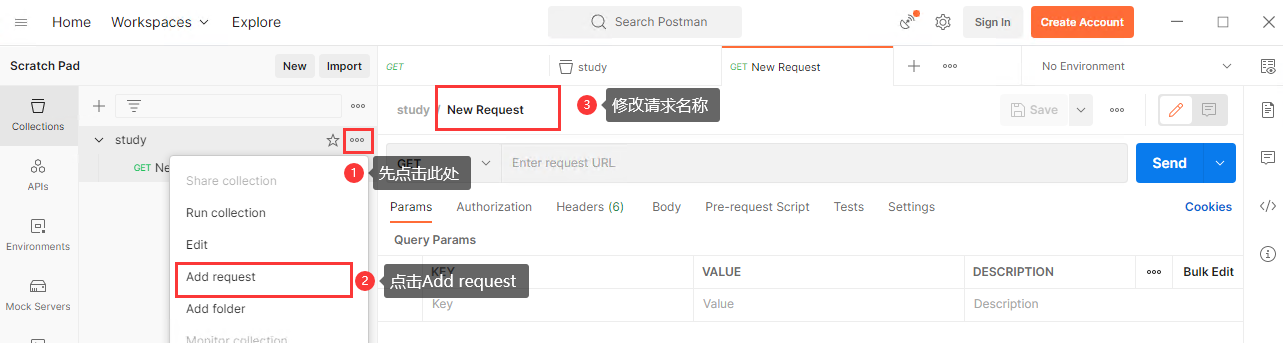 Home Workspaces Explore Search Postman Sign In Create Account
Scratch Pad New Import GET study GET New Request No Environment
Collections
study / New Request 3 修改请求名称 Save
study
GET Ne
1 先点击此处
GET Enter request URL Send
APIs
Share collection
Run collection
Params Authorization Headers (6) Body Pre-request Script Tests Settings Cookies
Environments
Edit
Query Params
Add request 2 点击Add request
KEY VALUE DESCRIPTION Bulk Edit
Mock Servers
Add folder
Key Value Description
Monitor collection